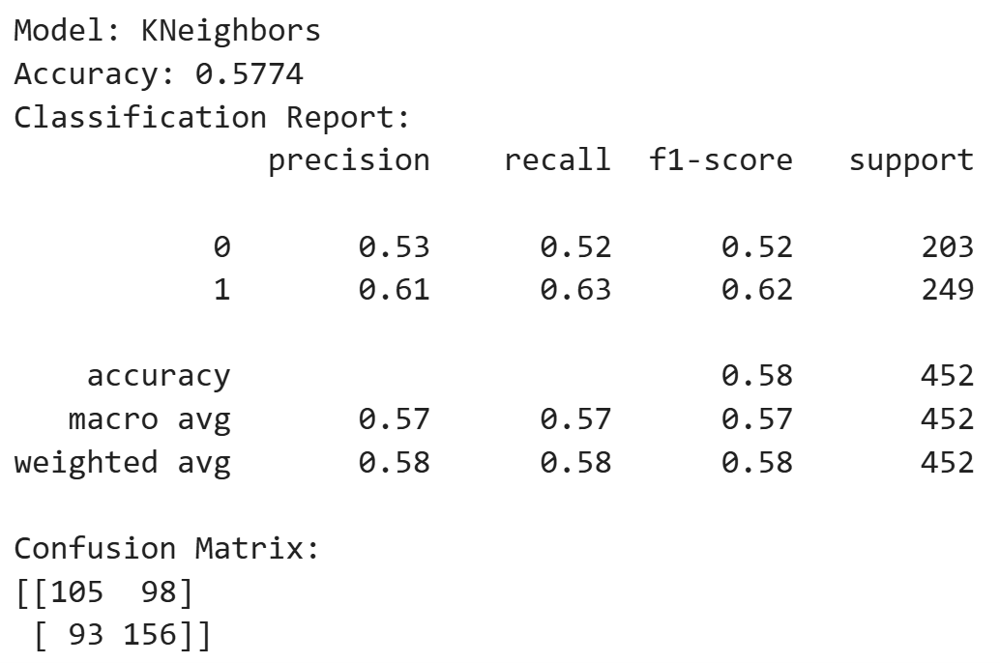 Model: KNeighbors
Accuracy: 0.5774
Classification Report:
              precision    recall  f1-score   support

           0       0.53      0.52      0.52       203
           1       0.61      0.63      0.62       249

    accuracy                           0.58       452
   macro avg       0.57      0.57      0.57       452
weighted avg       0.58      0.58      0.58       452

Confusion Matrix:
[[105  98]
 [ 93 156]]